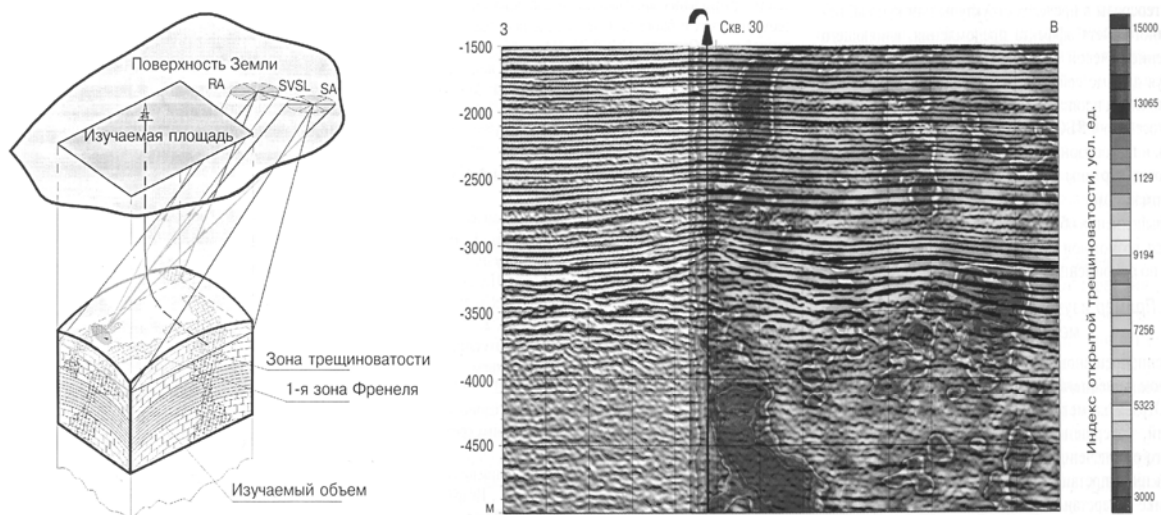 Поверхность Земли
RA
SVSL
SA
Изучаемая площадь
Зона трещиноватости
1-я зона Френеля
Изучаемый объем
З
Скв. 30
В
-1500
-2000
-2500
-3000
-3500
-4000
-4500
м
Индекс открытой трещиноватости, усл. ед.
15000
13065
1129
9194
7256
5323
3000